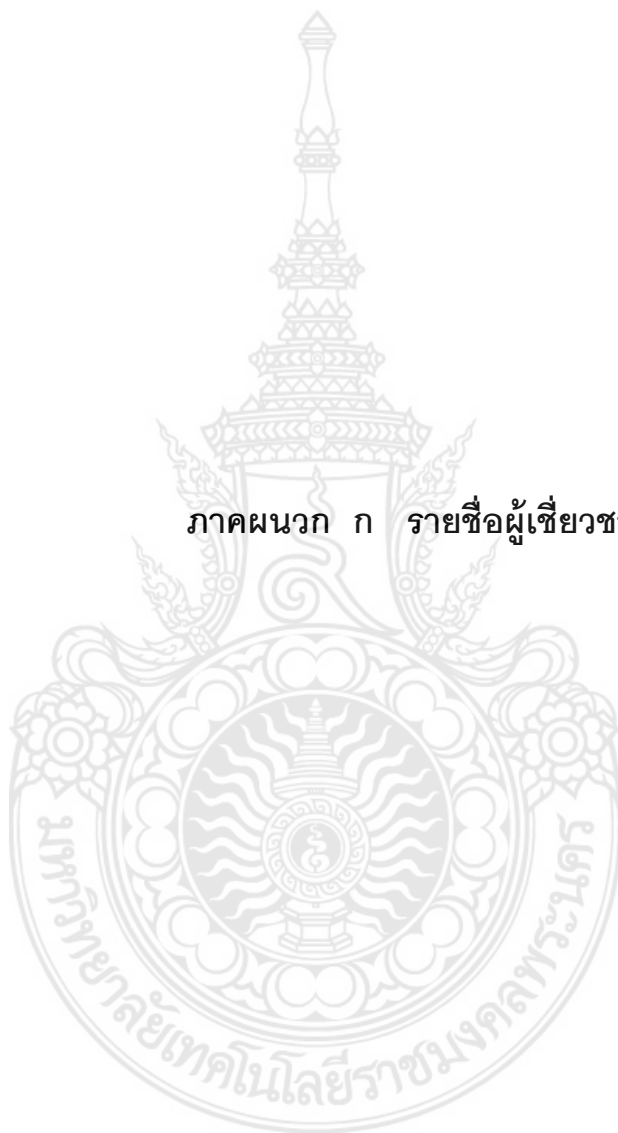 ภาคผนวก ก รายชื่อผู้เชี่ยวช
มหาวิทยาลัยเทคโนโลยีราชมงคลพระนคร